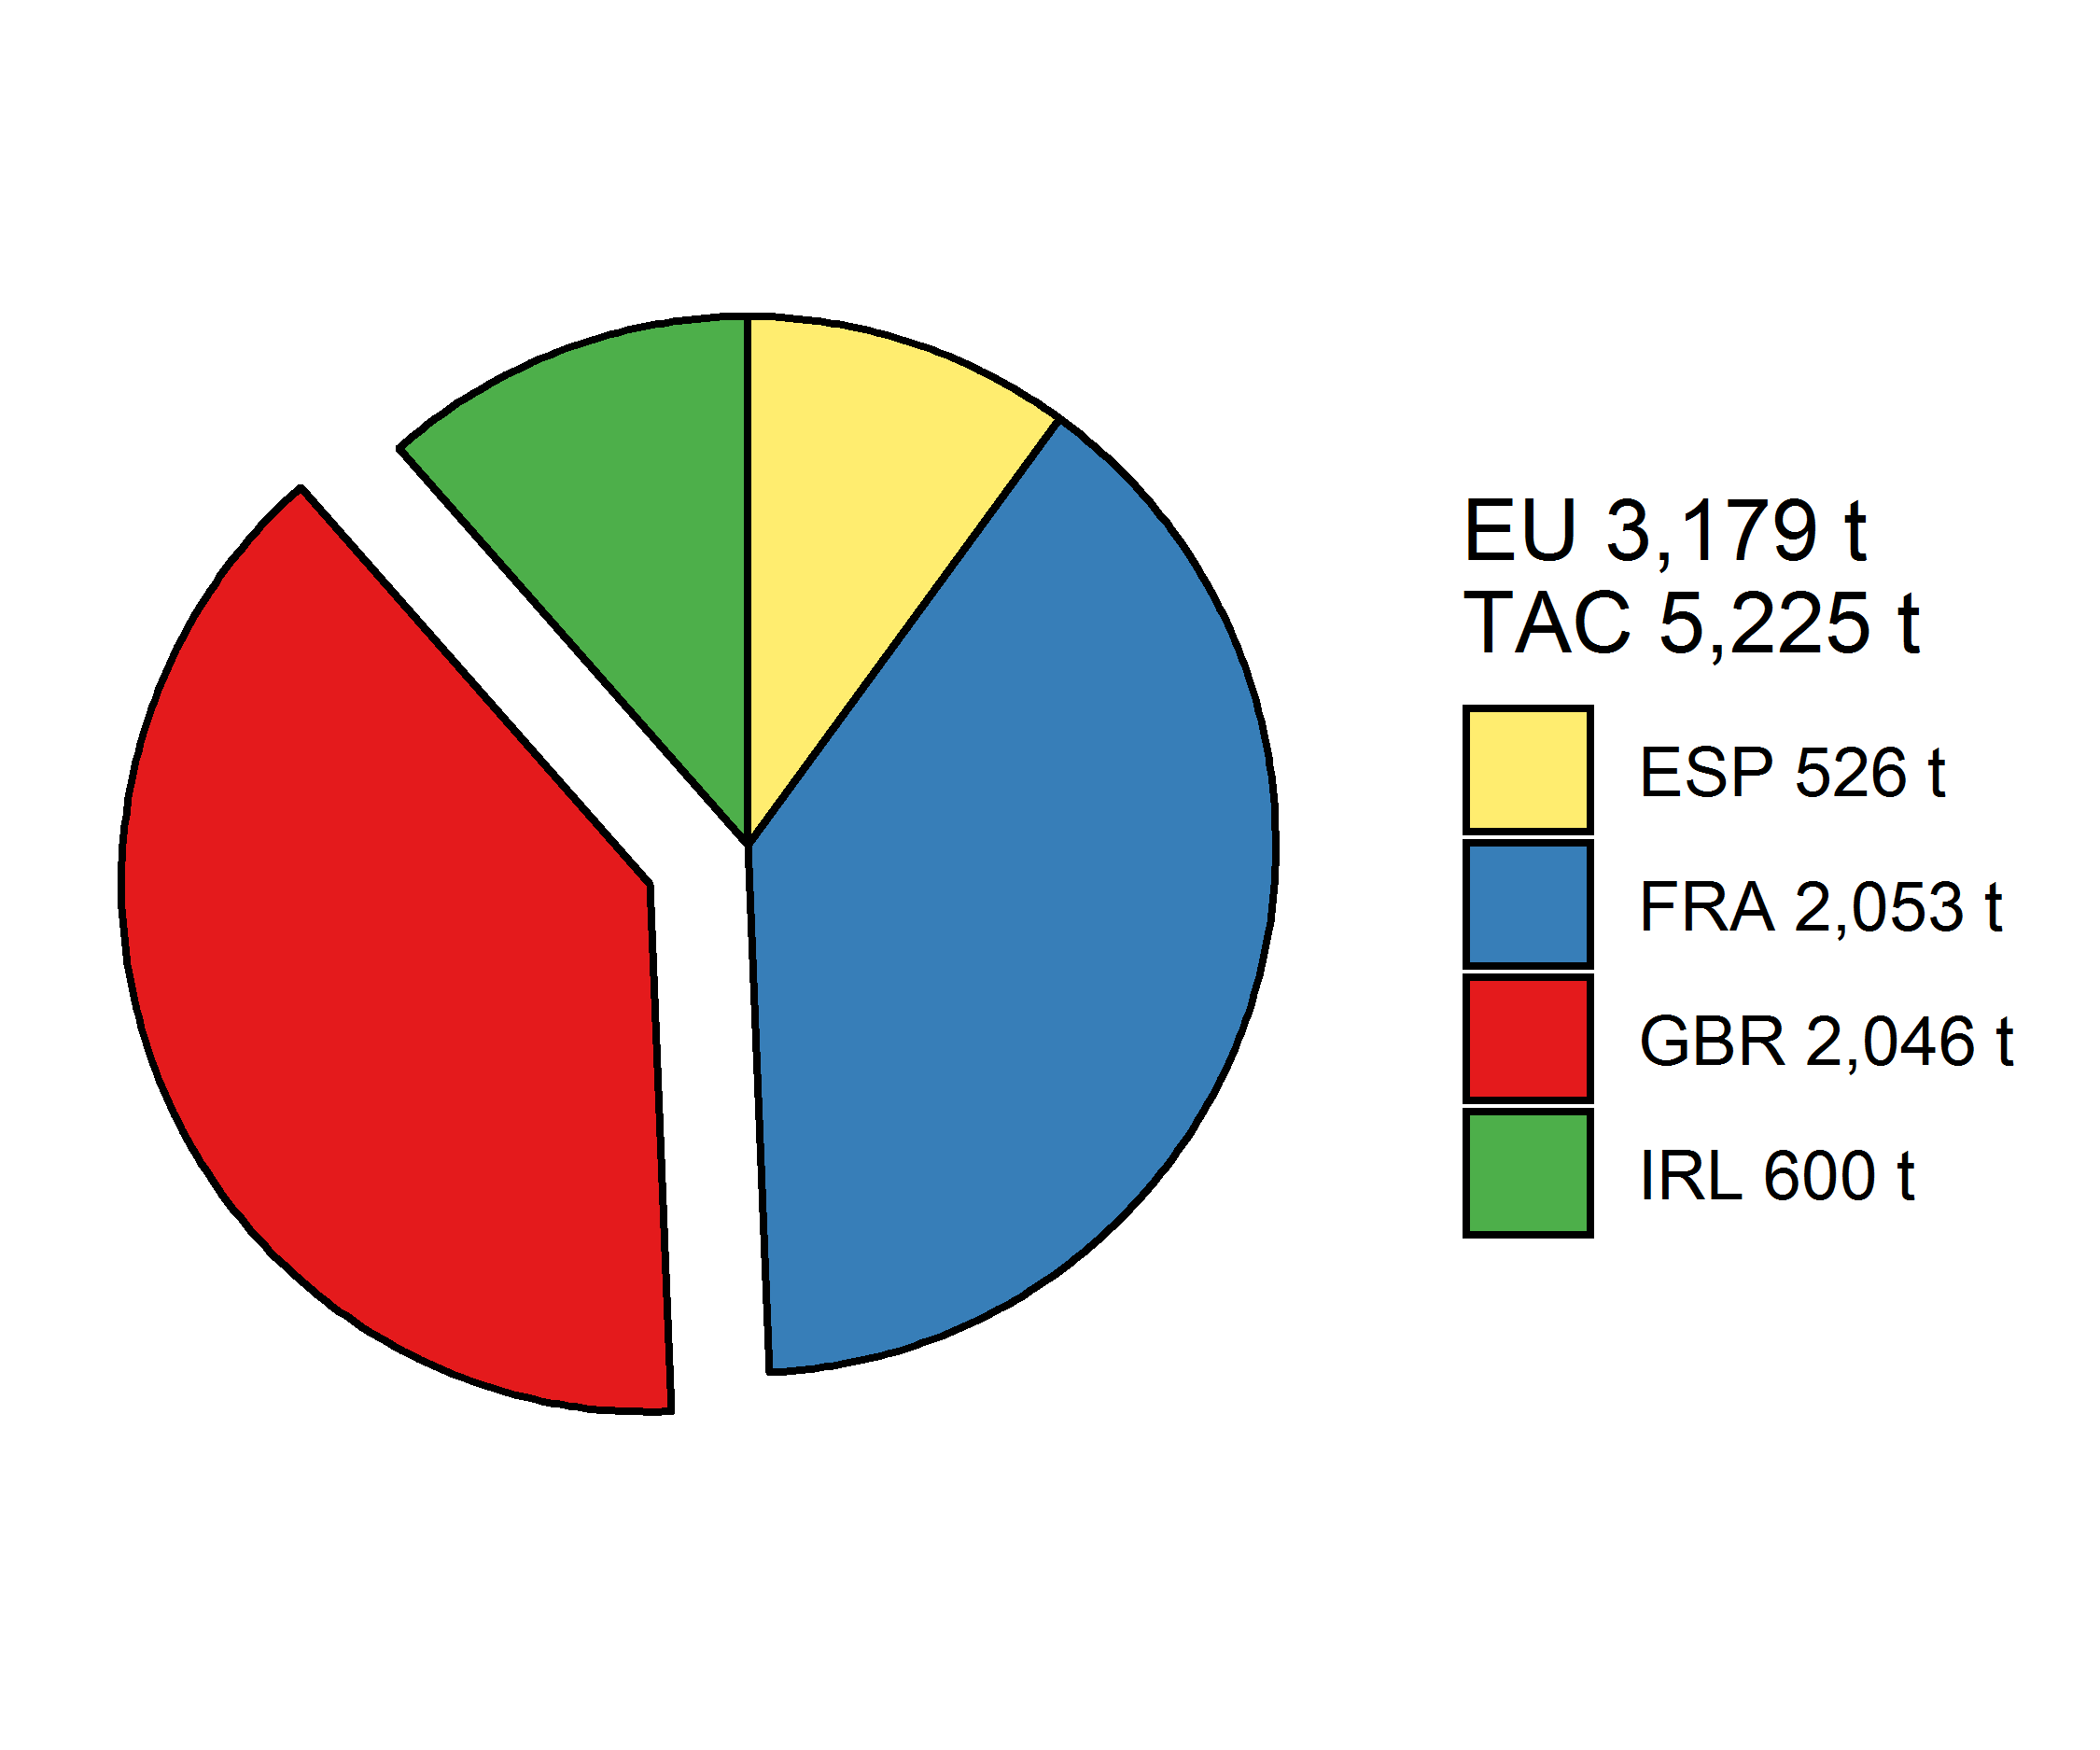 EU 3,179 t
TAC 5,225 t
ESP 526 t
FRA 2,053 t
GBR 2,046 t
IRL 600 t